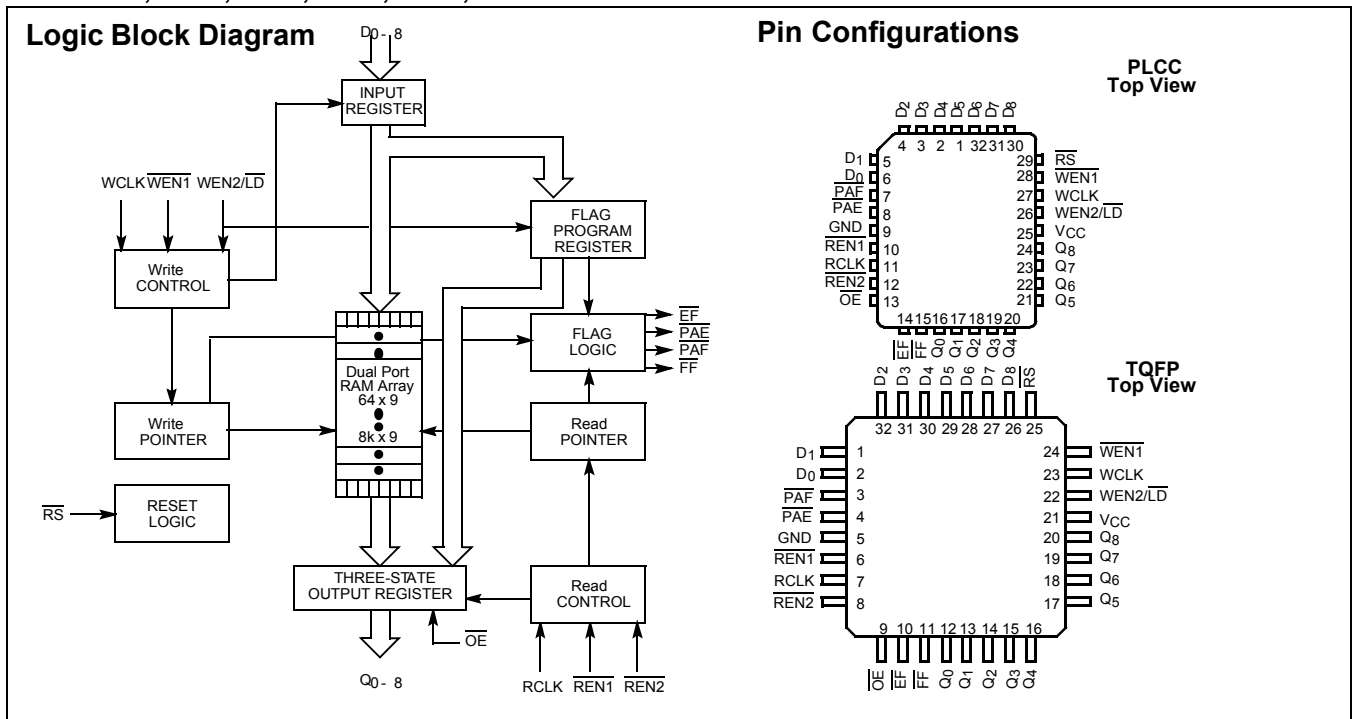 Logic Block Diagram
D0 - 8
INPUT
REGISTER
WCLK WEN1 WEN2/LD
FLAG
PROGRAM
REGISTER
Write
CONTROL
EF
PAE
PAF
FF
FLAG
LOGIC
Dual Port
RAM Array
64 x 9
8k x 9
Write
POINTER
Read
POINTER
RS
RESET
LOGIC
THREE-STATE
OUTPUT REGISTER
Read
CONTROL
OE
Q0 - 8
RCLK REN1 REN2
Pin Configurations
PLCC
Top View
D2 D3 D4 D5 D6 D7 D8
4 3 2 1 32 31 30
D1 5
D0 6
PAF 7
PAE 8
GND 9
REN1 10
RCLK 11
REN2 12
OE 13
29 RS
28 WEN1
27 WCLK
26 WEN2/LD
25 VCC
24 Q8
23 Q7
22 Q6
21 Q5
14 15 16 17 18 19 20
EF FF Q0 Q1 Q2 Q3 Q4
TQFP
Top View
D2 D3 D4 D5 D6 D7 D8 RS
32 31 30 29 28 27 26 25
D1 1
D0 2
PAF 3
PAE 4
GND 5
REN1 6
RCLK 7
REN2 8
24 WEN1
23 WCLK
22 WEN2/LD
21 VCC
20 Q8
19 Q7
18 Q6
17 Q5
9 10 11 12 13 14 15 16
OE EF FF Q0 Q1 Q2 Q3 Q4